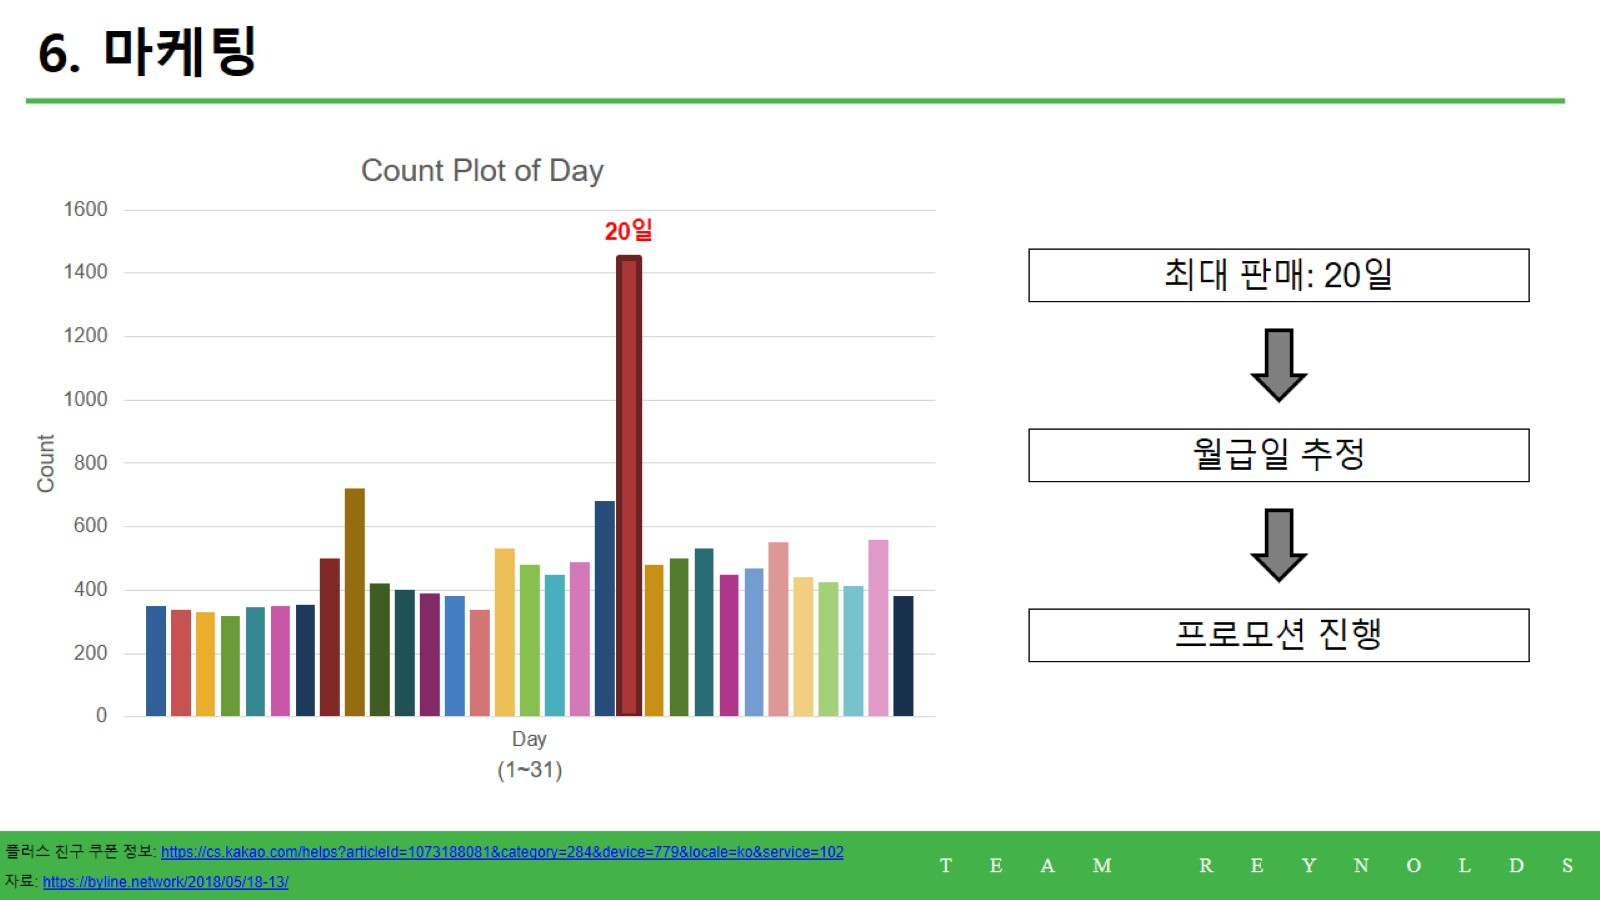 6. 마케팅
Count Plot of Day
1600
1400
1200
1000
800
600
400
200
0
Count
20일
Day
(1~31)
최대 판매: 20일
월급일 추정
프로모션 진행
플러스 친구 쿠폰 정보: https://cs.kakao.com/helps?articleId=1073188081&category=284&device=779&locale=ko&service=102
자료: https://byline.network/2018/05/18-13/
TEAM REYNOLDS